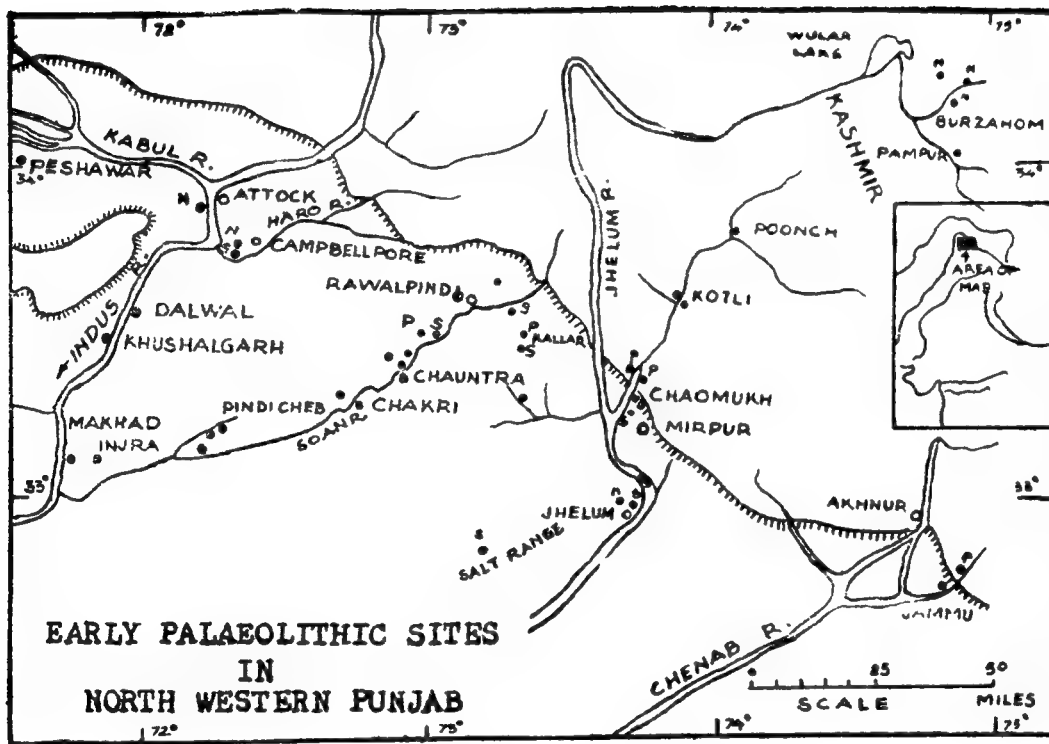 72° 73° 74° 75°
WULAR
LAKE
N N
N
BURZAHOM
KASHMIR
PAMPUR
KABUL R.
PESHAWAR
34° 34°
N ATTOCK
HARO R.
N
S CAMPBELLPORE
JHELUM R.
POONCH
AREA OF
MAP
RAWALPINDI
KOTLI
INDUS R.
DALWAL
KHUSHALGARH
P S
S
P
KALLAR
S
CHAUNTRA
P
CHAOMUKH
PINDICHEB
CHAKRI
S
MIRPUR
SOAN R.
MAKHAD
INJRA
33° 33°
JHELUM
AKHNUR
S
SALT RANGE
JAMMU
CHENAB R.
EARLY PALAEOLITHIC SITES
IN
NORTH WESTERN PUNJAB
25 50
SCALE MILES
72° 73° 74° 75°